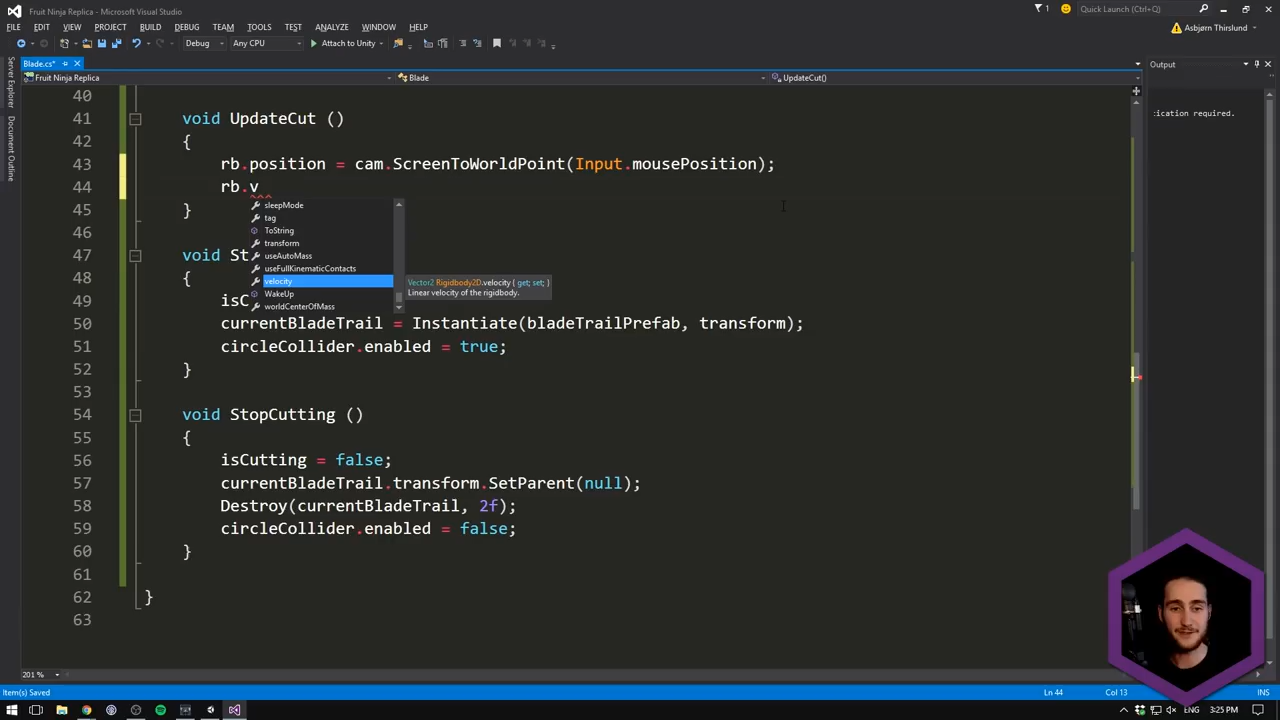 Fruit Ninja Replica - Microsoft Visual Studio
1
Quick Launch (Ctrl+Q)
FILE EDIT VIEW PROJECT BUILD DEBUG TEAM TOOLS TEST ANALYZE WINDOW HELP
Asbjørn Thirslund
Debug Any CPU Attach to Unity
Server Explorer
Document Outline
Blade.cs*
Output
Fruit Ninja Replica Blade UpdateCut()
ication required.
40
41 void UpdateCut ()
42 {
43 rb.position = cam.ScreenToWorldPoint(Input.mousePosition);
44 rb.v
sleepMode
45 }
tag
46
ToString
transform
47 void St
useAutoMass
useFullKinematicContacts
48 {
velocity
Vector2 Rigidbody2D.velocity { get; set; }
Linear velocity of the rigidbody.
WakeUp
isC
worldCenterOfMass
50 currentBladeTrail = Instantiate(bladeTrailPrefab, transform);
51 circleCollider.enabled = true;
52 }
53
54 void StopCutting ()
55 {
56 isCutting = false;
57 currentBladeTrail.transform.SetParent(null);
58 Destroy(currentBladeTrail, 2f);
59 circleCollider.enabled = false;
60 }
61
62 }
63
201 %
Item(s) Saved Ln 44 Col 13 INS
ENG 3:25 PM